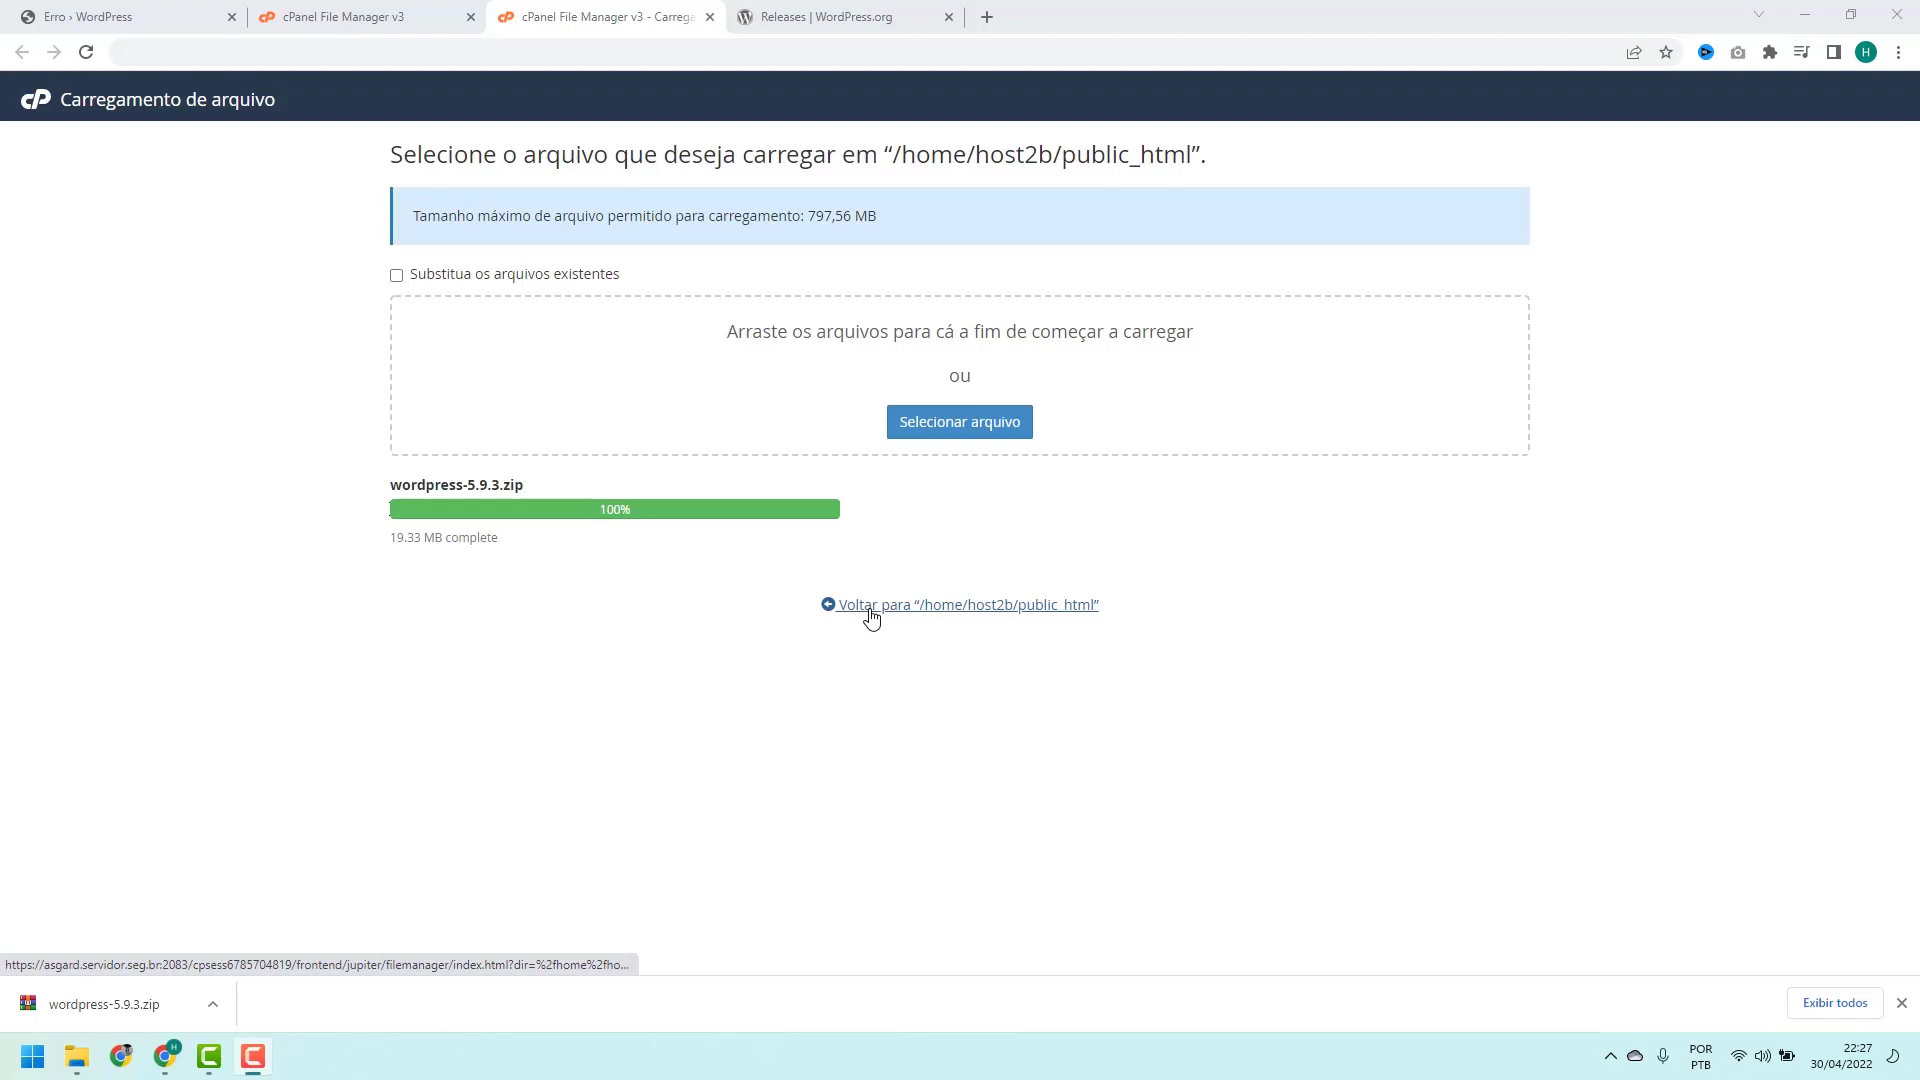 Erro › WordPress
cPanel File Manager v3
cPanel File Manager v3 - Carrega
Releases | WordPress.org
H
cP Carregamento de arquivo
Selecione o arquivo que deseja carregar em “/home/host2b/public_html”.
Tamanho máximo de arquivo permitido para carregamento: 797,56 MB
Substitua os arquivos existentes
Arraste os arquivos para cá a fim de começar a carregar
ou
Selecionar arquivo
wordpress-5.9.3.zip
100%
19.33 MB complete
Voltar para “/home/host2b/public_html”
https://asgard.servidor.seg.br:2083/cpsess6785704819/frontend/jupiter/filemanager/index.html?dir=%2fhome%2fho...
wordpress-5.9.3.zip
Exibir todos
H
POR
PTB
22:27
30/04/2022